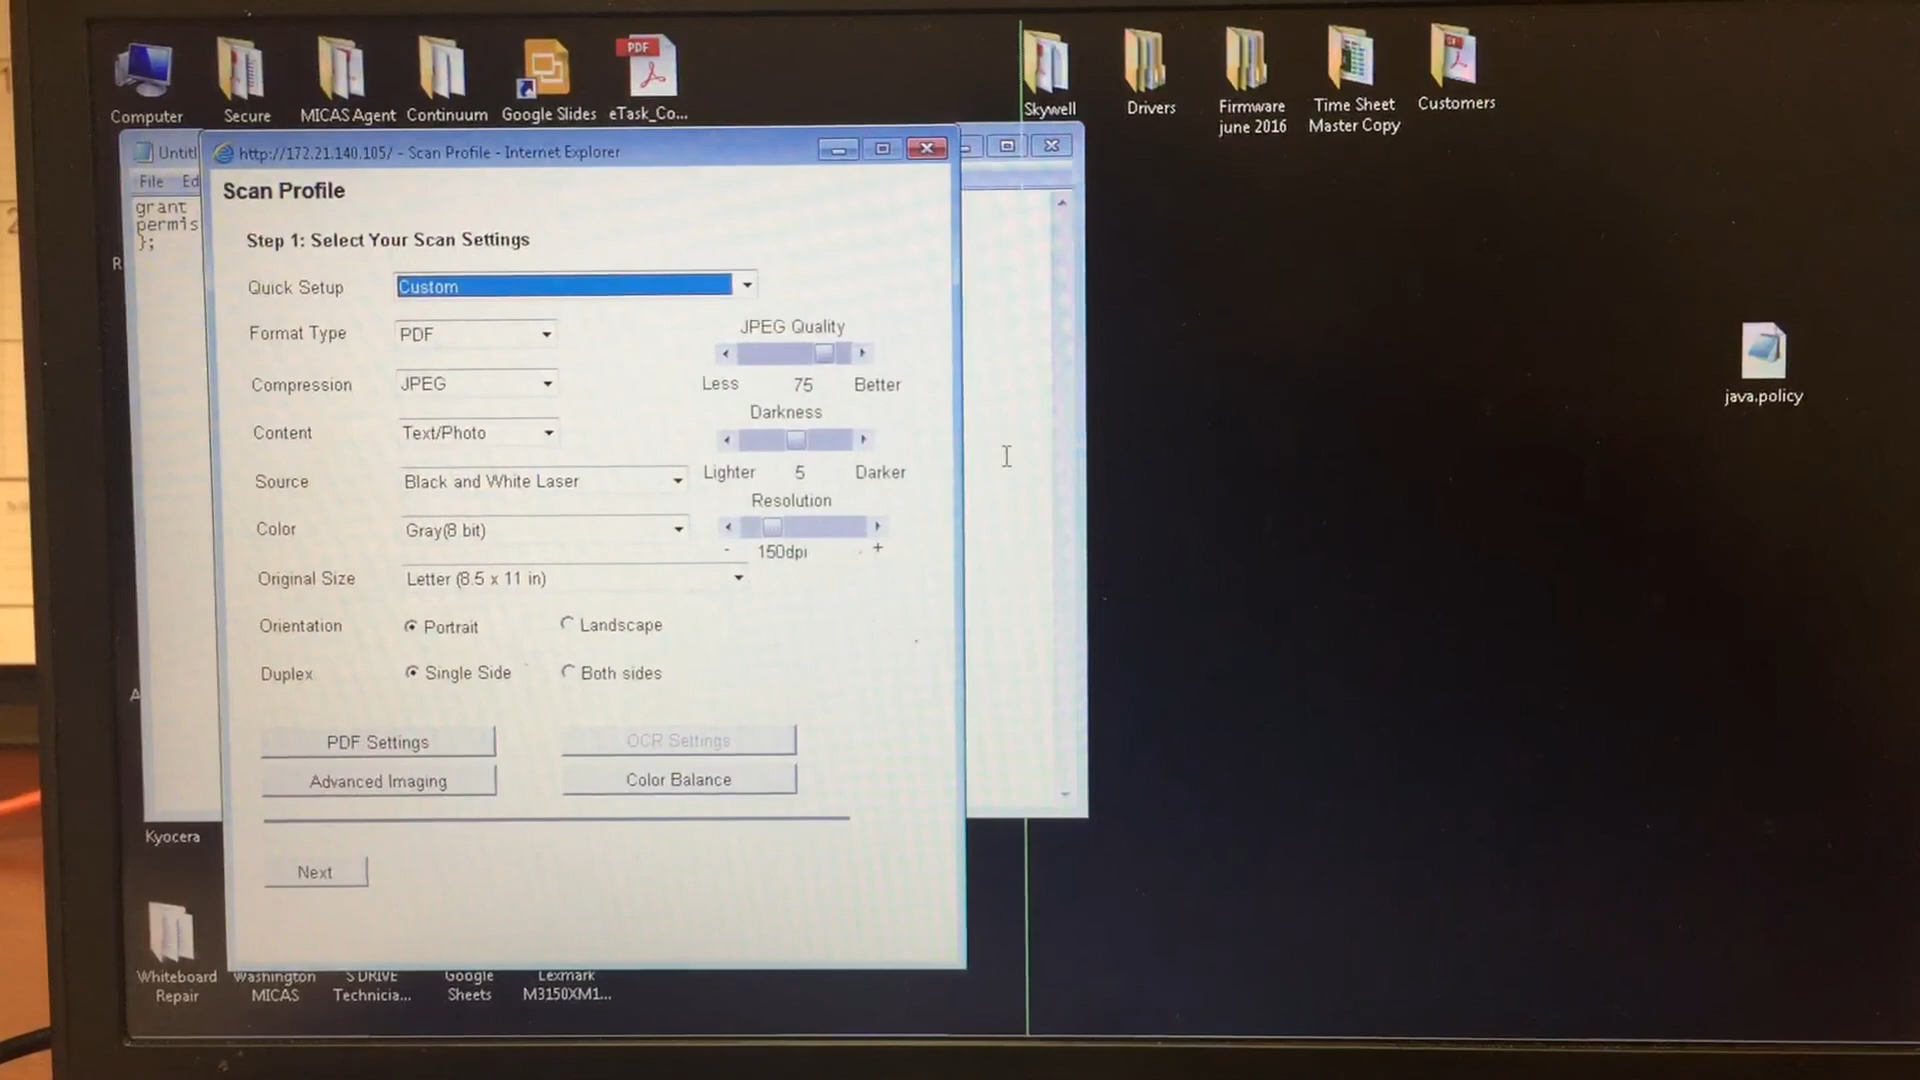 Computer
Secure
MICAS Agent
Continuum
Google Slides
PDF
eTask_Co...
Skywell
Drivers
Firmware
june 2016
Time Sheet
Master Copy
Customers
java.policy
Untitl
File Ed
grant
permis
};
http://172.21.140.105/ - Scan Profile - Internet Explorer
Scan Profile
Step 1: Select Your Scan Settings
Quick Setup Custom
Format Type PDF
JPEG Quality
Compression JPEG
Less 75 Better
Darkness
Content Text/Photo
Lighter 5 Darker
Source Black and White Laser
Resolution
Color Gray(8 bit)
- 150dpi +
Original Size Letter (8.5 x 11 in)
Orientation Portrait Landscape
Duplex Single Side Both sides
PDF Settings OCR Settings
Advanced Imaging Color Balance
Next
Kyocera
Whiteboard
Repair
Washington
MICAS
S DRIVE
Technicia...
Google
Sheets
Lexmark
M3150XM1...